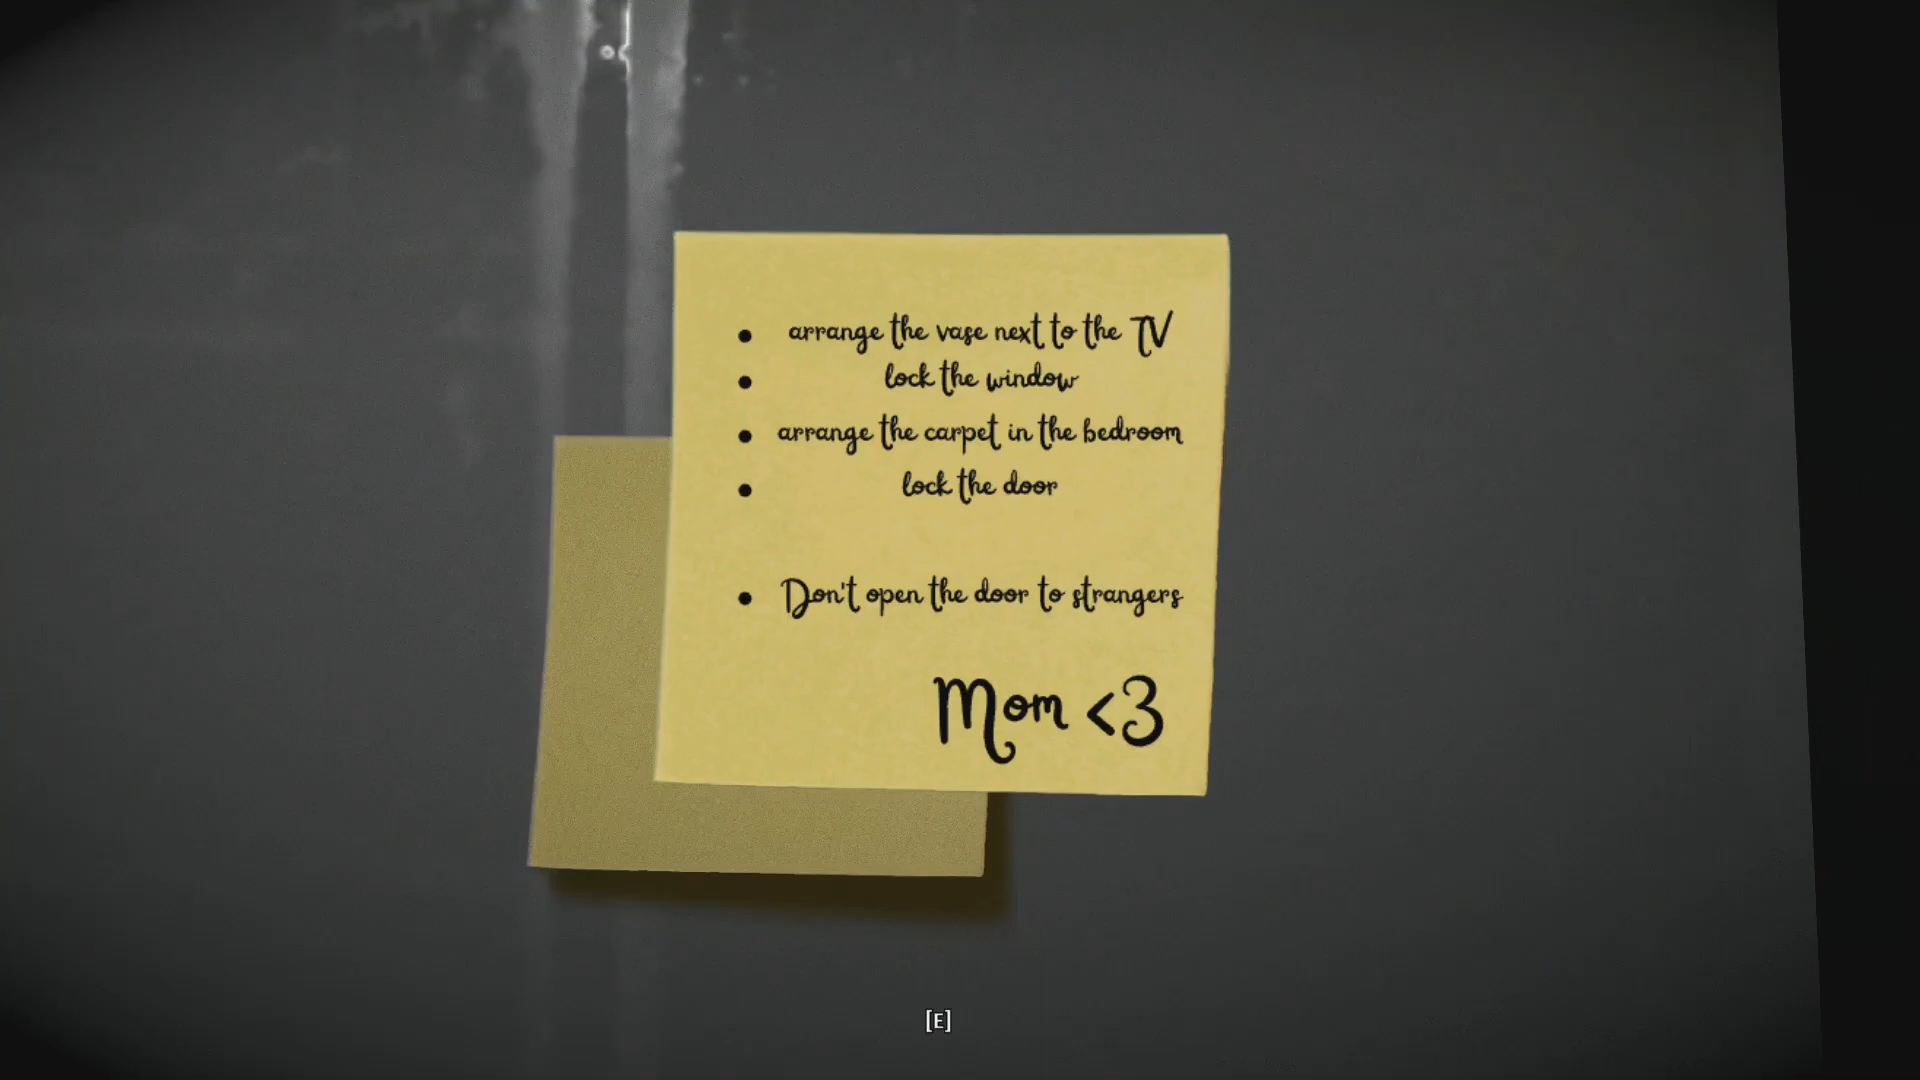 • arrange the vase next to the TV
• lock the window
• arrange the carpet in the bedroom
• lock the door
• Don't open the door to strangers
Mom <3
[E]